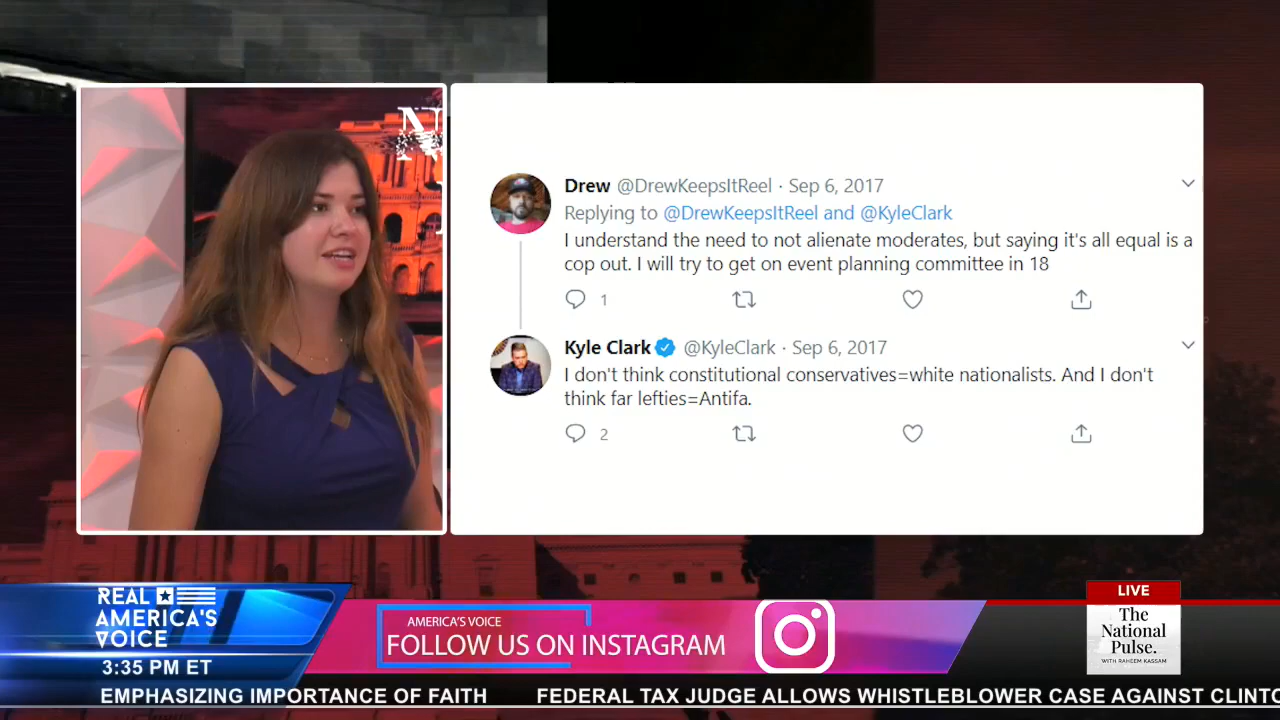 N
Drew @DrewKeepsItReel · Sep 6, 2017
Replying to @DrewKeepsItReel and @KyleClark
I understand the need to not alienate moderates, but saying it's all equal is a
cop out. I will try to get on event planning committee in 18
1
Kyle Clark @KyleClark · Sep 6, 2017
I don't think constitutional conservatives=white nationalists. And I don't
think far lefties=Antifa.
2
REAL
AMERICA'S
VOICE
3:35 PM ET
AMERICA'S VOICE
FOLLOW US ON INSTAGRAM
LIVE
The
National
Pulse.
WITH RAHEEM KASSAM
EMPHASIZING IMPORTANCE OF FAITH FEDERAL TAX JUDGE ALLOWS WHISTLEBLOWER CASE AGAINST CLINTO